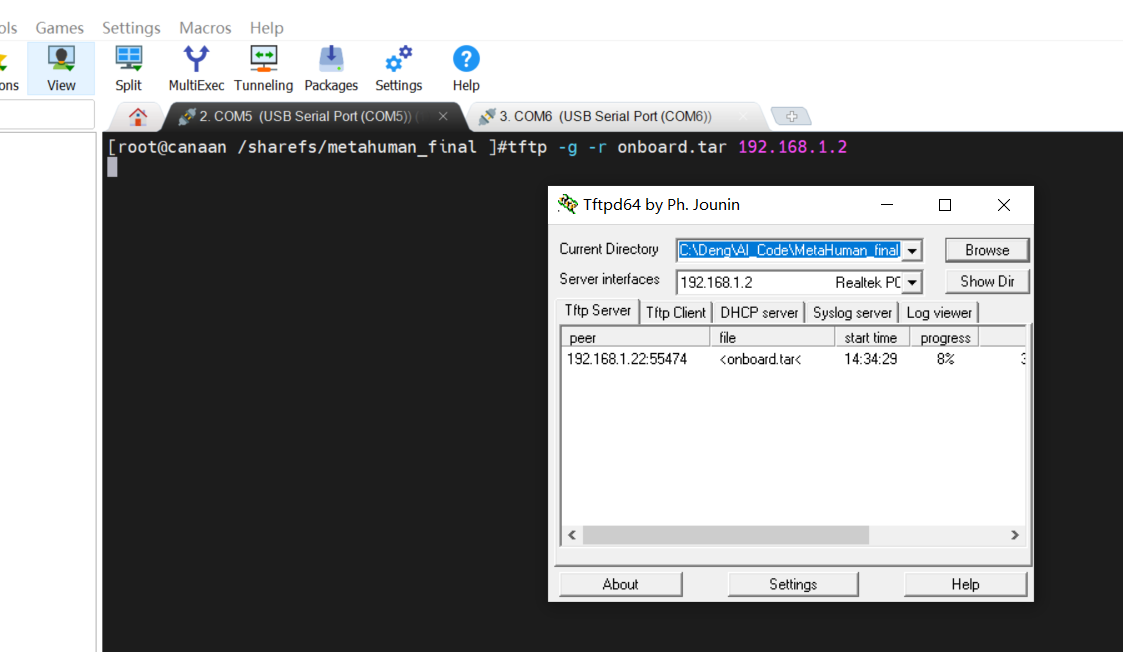 ols Games Settings Macros Help
ons View Split MultiExec Tunneling Packages Settings Help
2. COM5 (USB Serial Port (COM5)) 3. COM6 (USB Serial Port (COM6))
[root@canaan /sharefs/metahuman_final ]#tftp -g -r onboard.tar 192.168.1.2
Tftpd64 by Ph. Jounin
Current Directory C:\Deng\AI_Code\MetaHuman_final Browse
Server interfaces 192.168.1.2 Realtek PC Show Dir
Tftp Server Tftp Client DHCP server Syslog server Log viewer
peer file start time progress
192.168.1.22:55474 <onboard.tar< 14:34:29 8%
About Settings Help